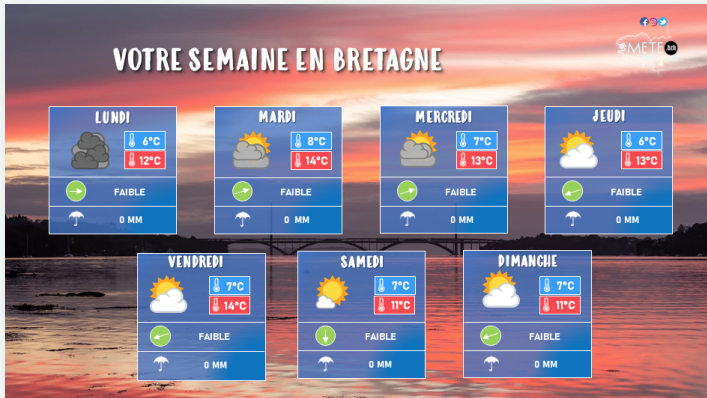 VOTRE SEMAINE EN BRETAGNE
METEO
.bzh
LUNDI
6°C
12°C
FAIBLE
0 MM
MARDI
8°C
14°C
FAIBLE
0 MM
MERCREDI
7°C
13°C
FAIBLE
0 MM
JEUDI
6°C
13°C
FAIBLE
0 MM
VENDREDI
7°C
14°C
FAIBLE
0 MM
SAMEDI
7°C
11°C
FAIBLE
0 MM
DIMANCHE
7°C
11°C
FAIBLE
0 MM